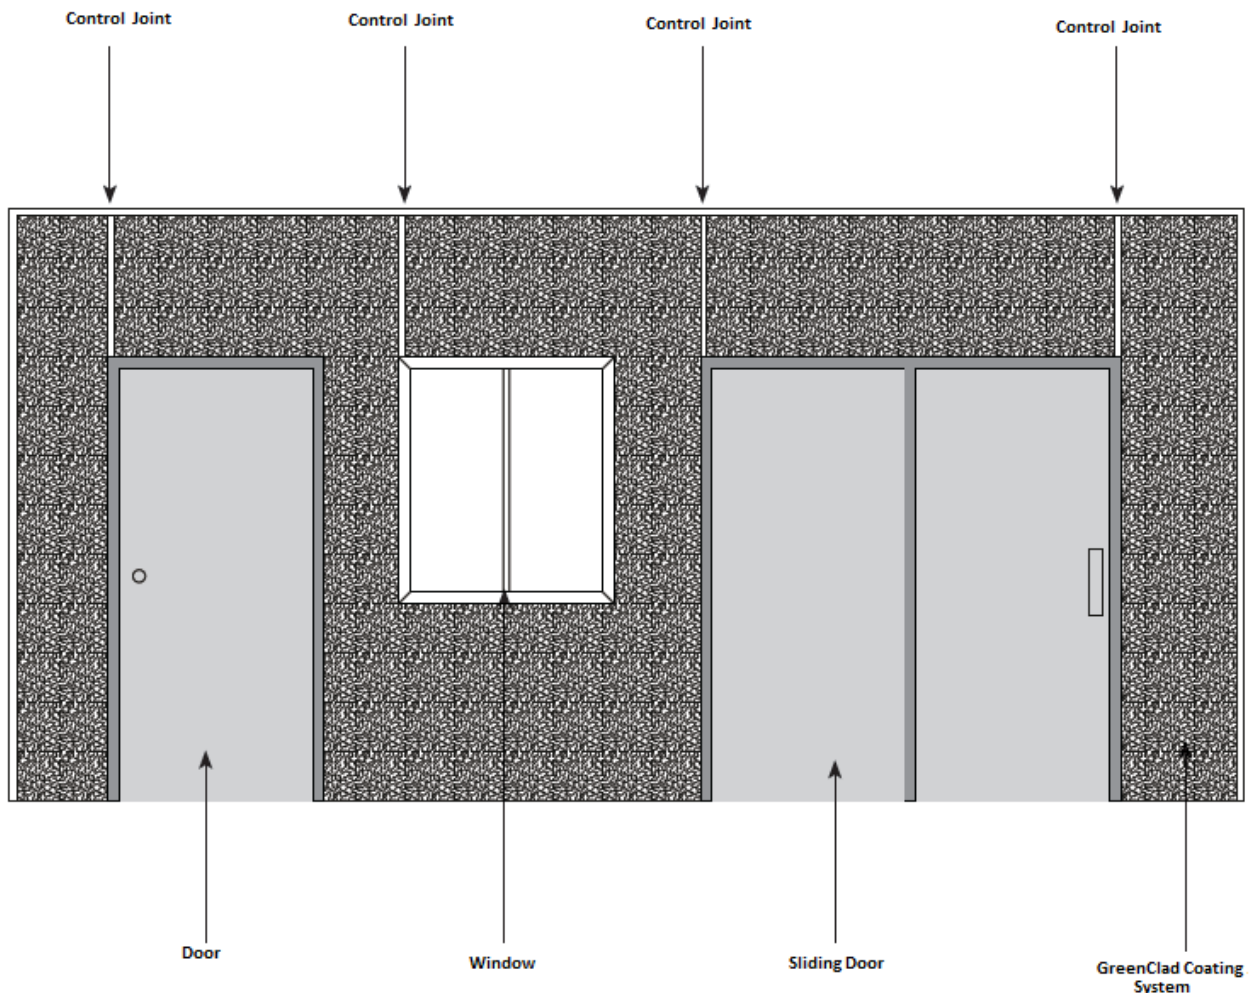 Control Joint
Control Joint
Control Joint
Control Joint
Door
Window
Sliding Door
GreenClad Coating
System